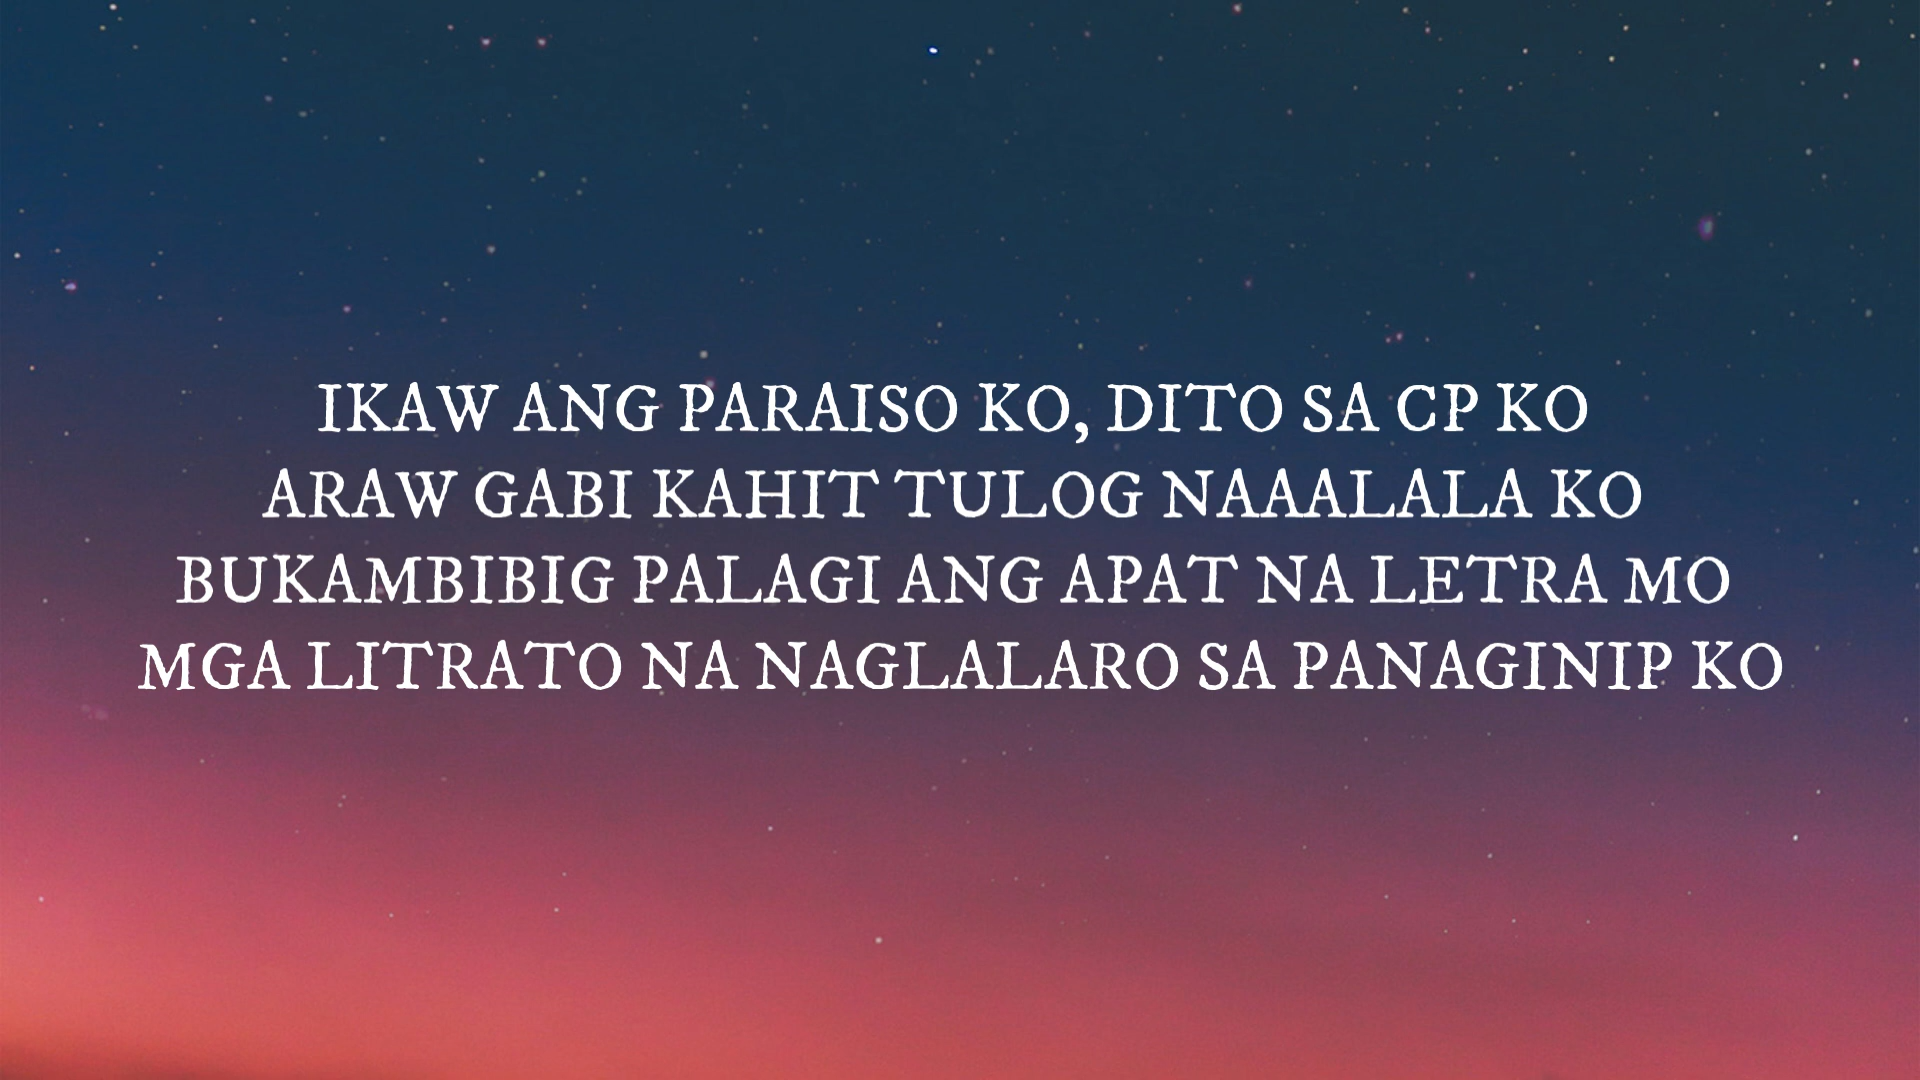 IKAW ANG PARAISO KO, DITO SA CP KO
ARAW GABI KAHIT TULOG NAAALALA KO
BUKAMBIBIG PALAGI ANG APAT NA LETRA MO
MGA LITRATO NA NAGLALARO SA PANAGINIP KO